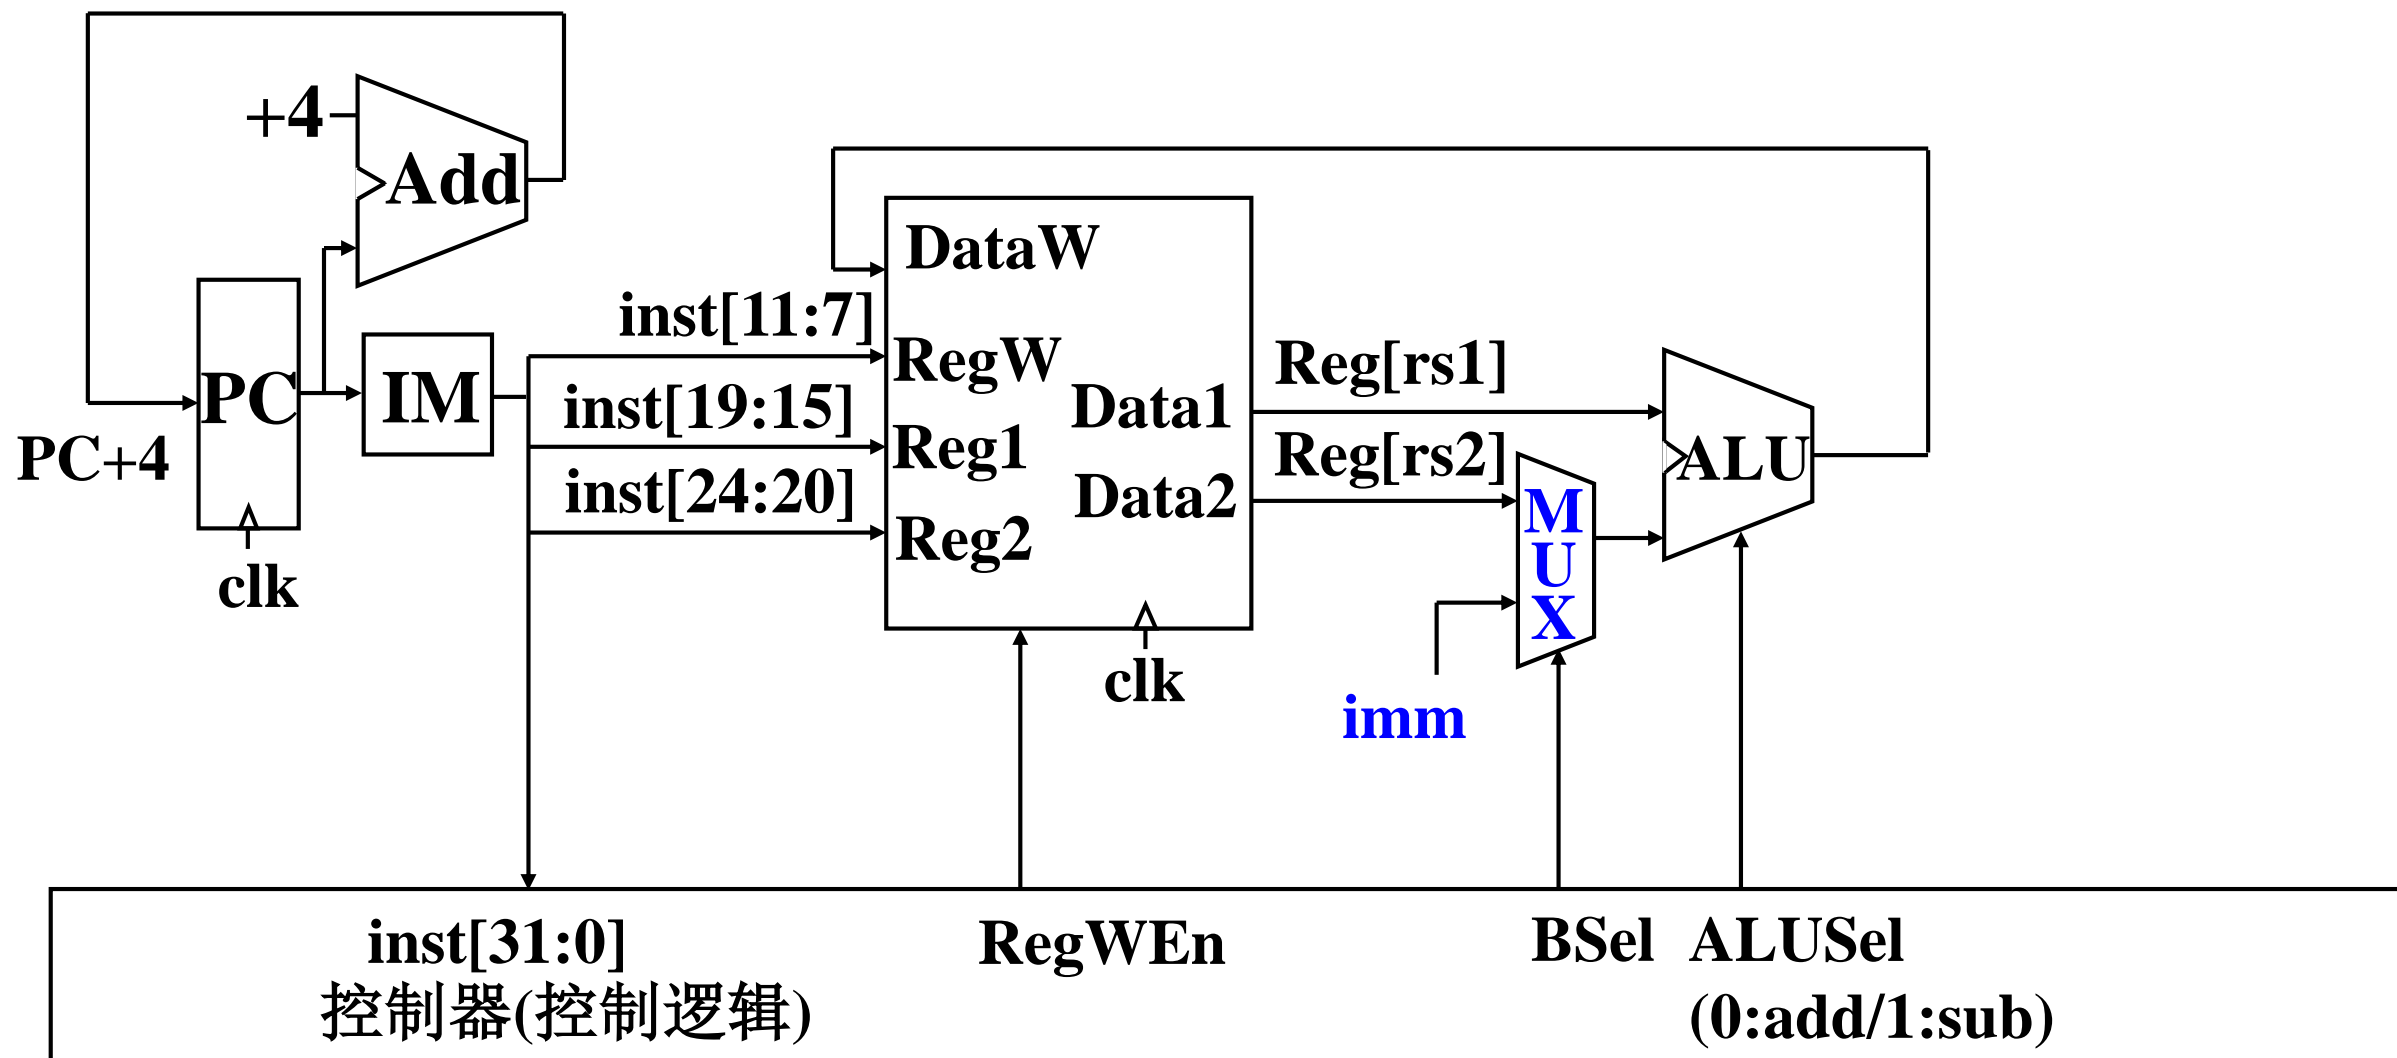 +4
Add
DataW
inst[11:7]
RegW
Reg[rs1]
PC
IM
inst[19:15]
Data1
Reg1
Reg[rs2]
ALU
PC+4
inst[24:20]
Data2
Reg2
M
U
X
clk
clk
imm
inst[31:0]
RegWEn
BSel
ALUSel
控制器(控制逻辑)
(0:add/1:sub)